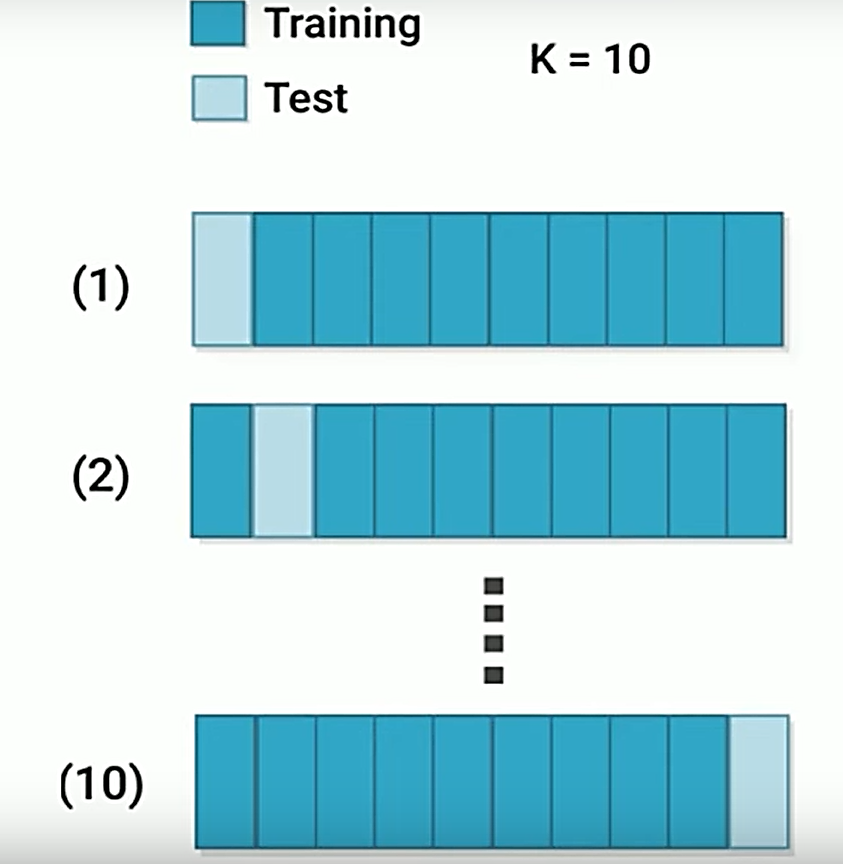 Training
K = 10
Test
(1)
(2)
(10)